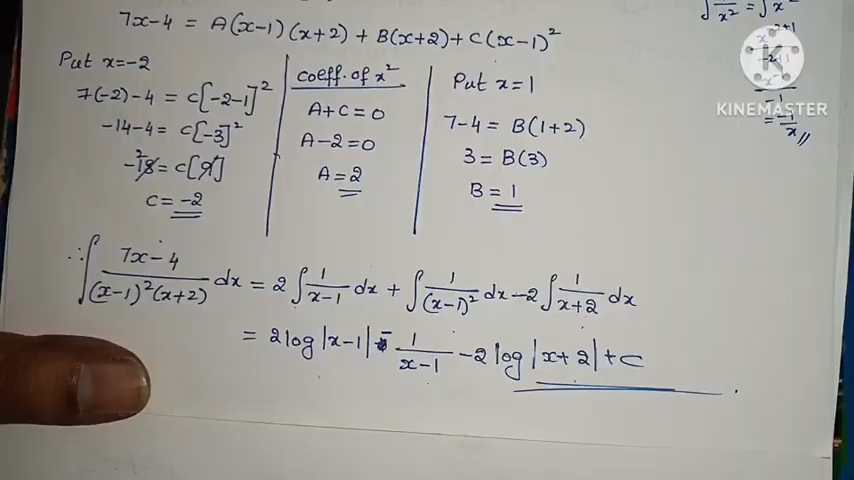 7x-4 = A(x-1)(x+2) + B(x+2) + C(x-1)²
Put x=-2
7(-2)-4 = c[-2-1]²
-14-4 = c[-3]²
-18 = c[9]
2
c = -2
coeff. of x²
A+C=0
A-2=0
A=2
Put x=1
7-4 = B(1+2)
3 = B(3)
B = 1
∴ ∫ 7x-4 / (x-1)²(x+2) dx = 2∫ 1/(x-1) dx + ∫ 1/(x-1)² dx - 2∫ 1/(x+2) dx
= 2log|x-1| - 1/(x-1) - 2log|x+2| + C
KINEMASTER
= -1/x //